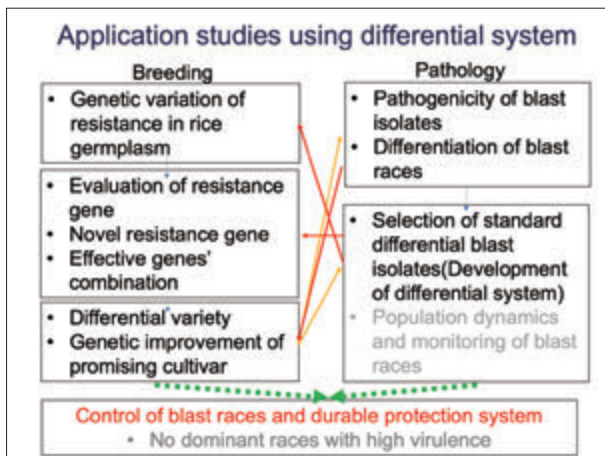 Application studies using differential system
Breeding
• Genetic variation of
resistance in rice
germplasm
• Evaluation of resistance
gene
• Novel resistance gene
• Effective genes'
combination
• Differential variety
• Genetic improvement of
promising cultivar
Pathology
• Pathogenicity of blast
isolates
• Differentiation of blast
races
• Selection of standard
differential blast
isolates(Development
of differential system)
• Population dynamics
and monitoring of blast
races
Control of blast races and durable protection system
• No dominant races with high virulence